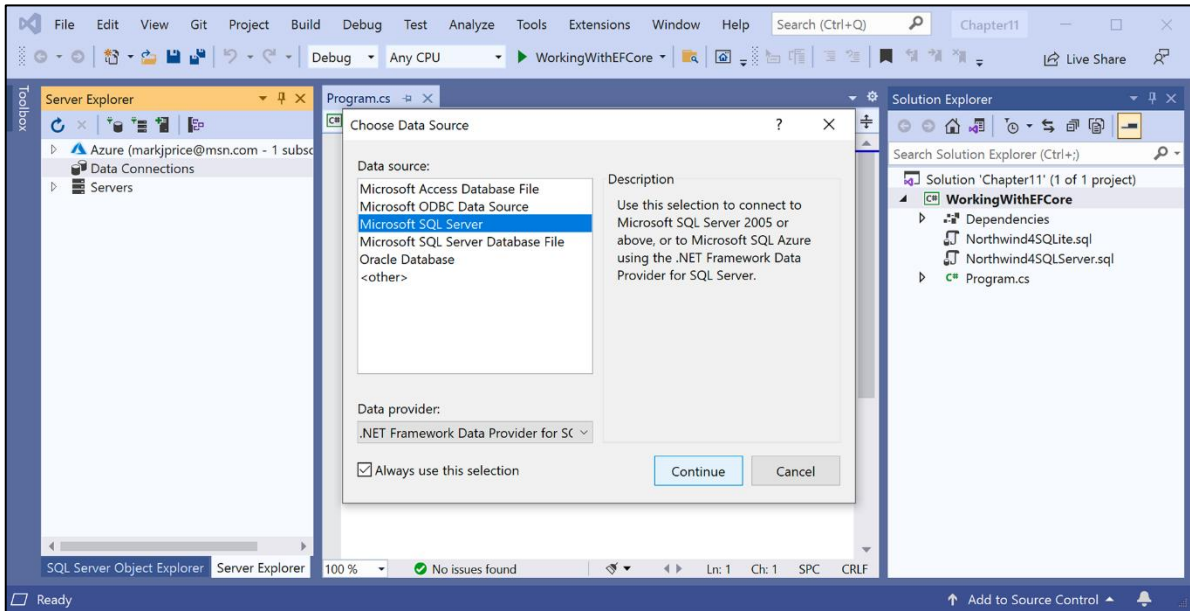 File Edit View Git Project Build Debug Test Analyze Tools Extensions Window Help Search (Ctrl+Q) Chapter11
Debug Any CPU WorkingWithEFCore Live Share
Toolbox
Server Explorer
Azure (markjprice@msn.com - 1 subsc
Data Connections
Servers
SQL Server Object Explorer Server Explorer
Program.cs
C#
Choose Data Source ?
Data source:
Microsoft Access Database File
Microsoft ODBC Data Source
Microsoft SQL Server
Microsoft SQL Server Database File
Oracle Database
<other>
Data provider:
.NET Framework Data Provider for SC
Always use this selection
Description
Use this selection to connect to
Microsoft SQL Server 2005 or
above, or to Microsoft SQL Azure
using the .NET Framework Data
Provider for SQL Server.
Continue Cancel
100 % No issues found Ln: 1 Ch: 1 SPC CRLF
Solution Explorer
Search Solution Explorer (Ctrl+;)
Solution 'Chapter11' (1 of 1 project)
C# WorkingWithEFCore
Dependencies
Northwind4SQLite.sql
Northwind4SQLServer.sql
C# Program.cs
Ready Add to Source Control